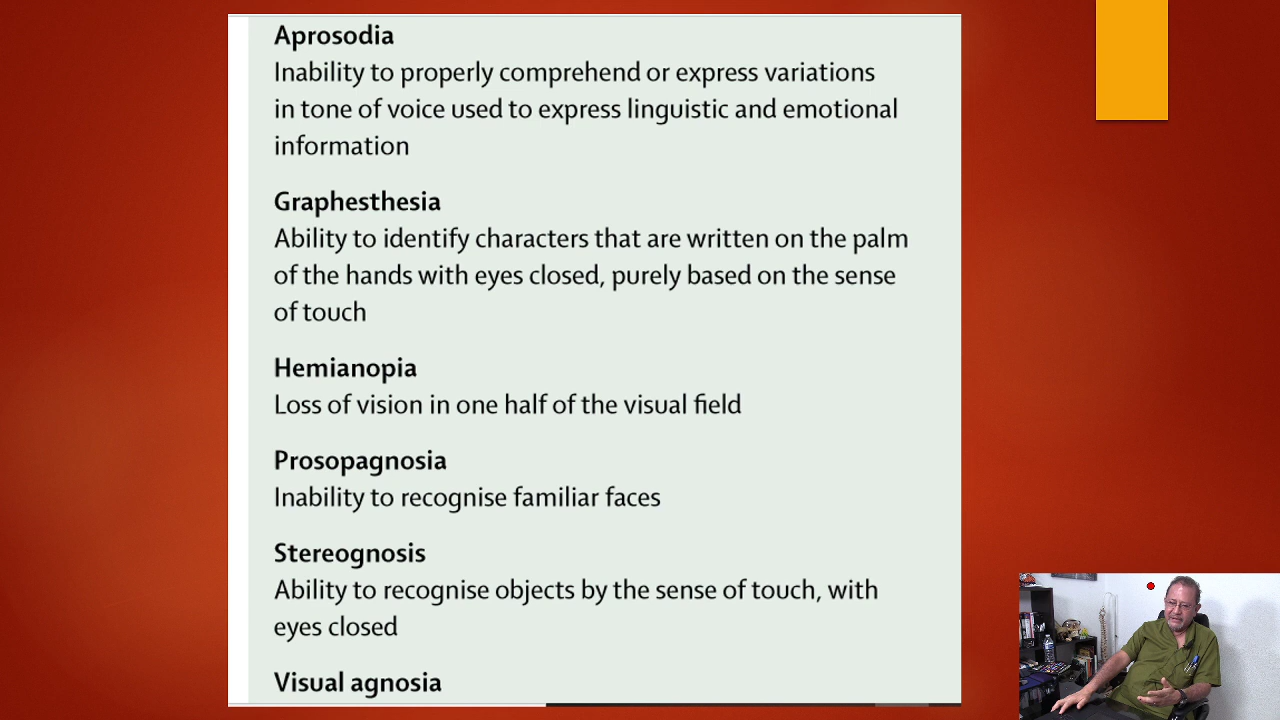 Aprosodia
Inability to properly comprehend or express variations
in tone of voice used to express linguistic and emotional
information
Graphesthesia
Ability to identify characters that are written on the palm
of the hands with eyes closed, purely based on the sense
of touch
Hemianopia
Loss of vision in one half of the visual field
Prosopagnosia
Inability to recognise familiar faces
Stereognosis
Ability to recognise objects by the sense of touch, with
eyes closed
Visual agnosia